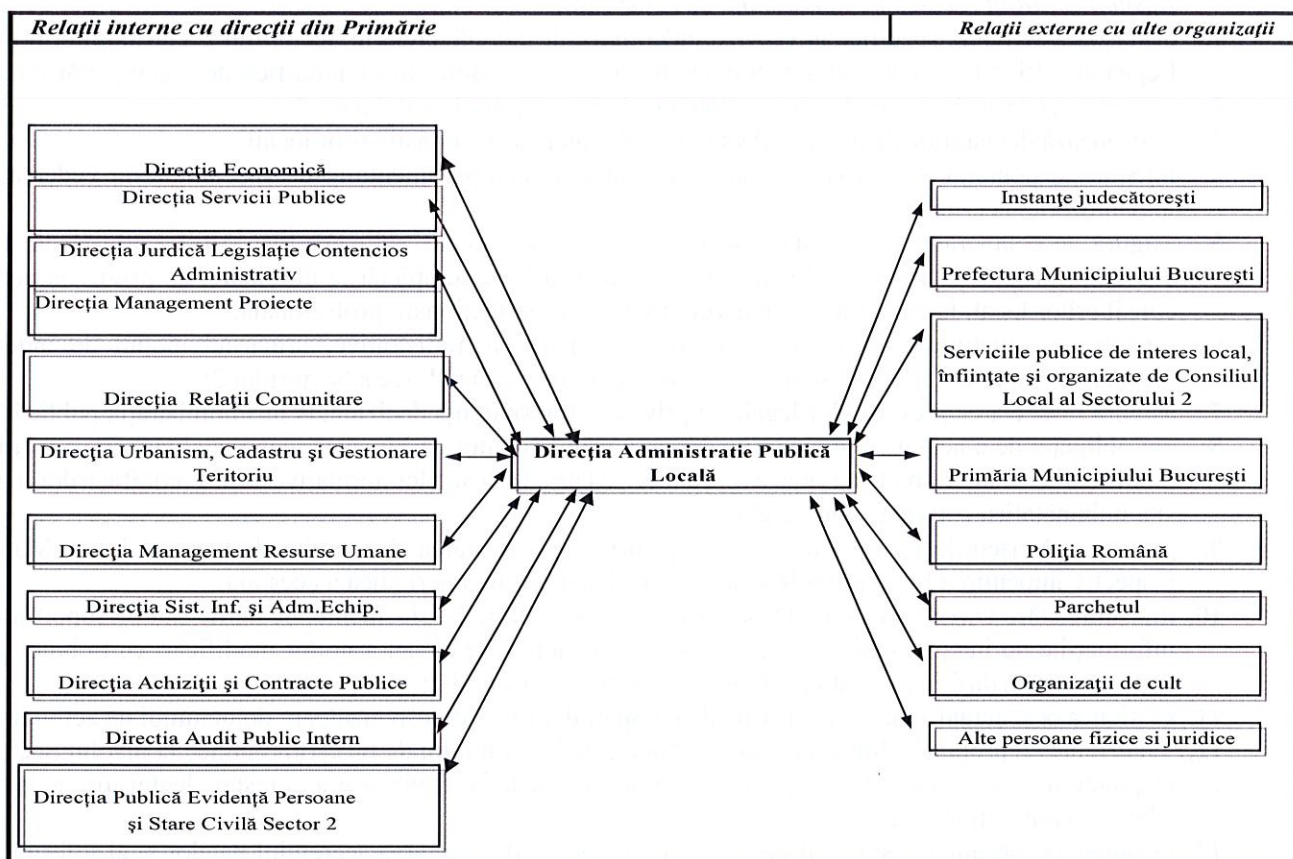 Relaţii interne cu direcţii din Primărie
Relaţii externe cu alte organizaţii
Direcţia Economică
Direcţia Servicii Publice
Direcţia Jurdică Legislaţie Contencios
Administrativ
Direcţia Management Proiecte
Direcţia Relaţii Comunitare
Direcţia Urbanism, Cadastru şi Gestionare
Teritoriu
Direcţia Management Resurse Umane
Direcţia Sist. Inf. şi Adm.Echip.
Direcţia Achiziţii şi Contracte Publice
Directia Audit Public Intern
Direcţia Publică Evidenţă Persoane
şi Stare Civilă Sector 2
Direcţia Administratie Publică
Locală
Instanţe judecătoreşti
Prefectura Municipiului Bucureşti
Serviciile publice de interes local,
înfiinţate şi organizate de Consiliul
Local al Sectorului 2
Primăria Municipiului Bucureşti
Poliţia Română
Parchetul
Organizaţii de cult
Alte persoane fizice si juridice